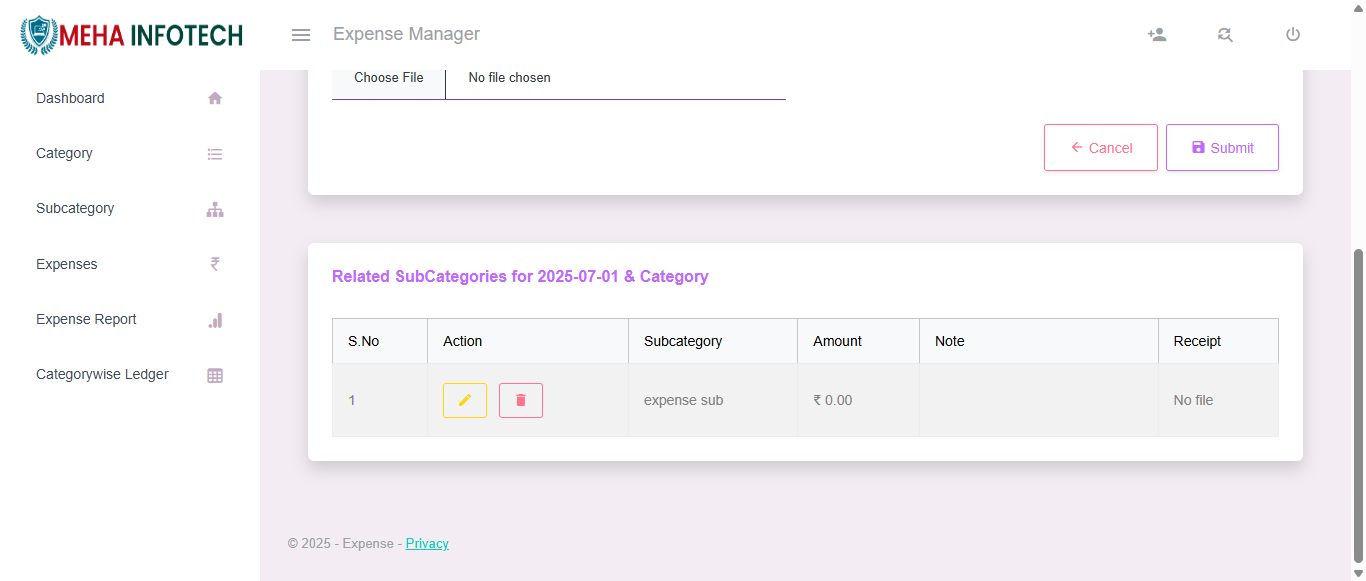 MEHA INFOTECH
Expense Manager
Dashboard
Category
Subcategory
Expenses
₹
Expense Report
Categorywise Ledger
Choose File No file chosen
Cancel Submit
Related SubCategories for 2025-07-01 & Category
S.No Action Subcategory Amount Note Receipt
1 expense sub ₹ 0.00 No file
© 2025 - Expense - Privacy